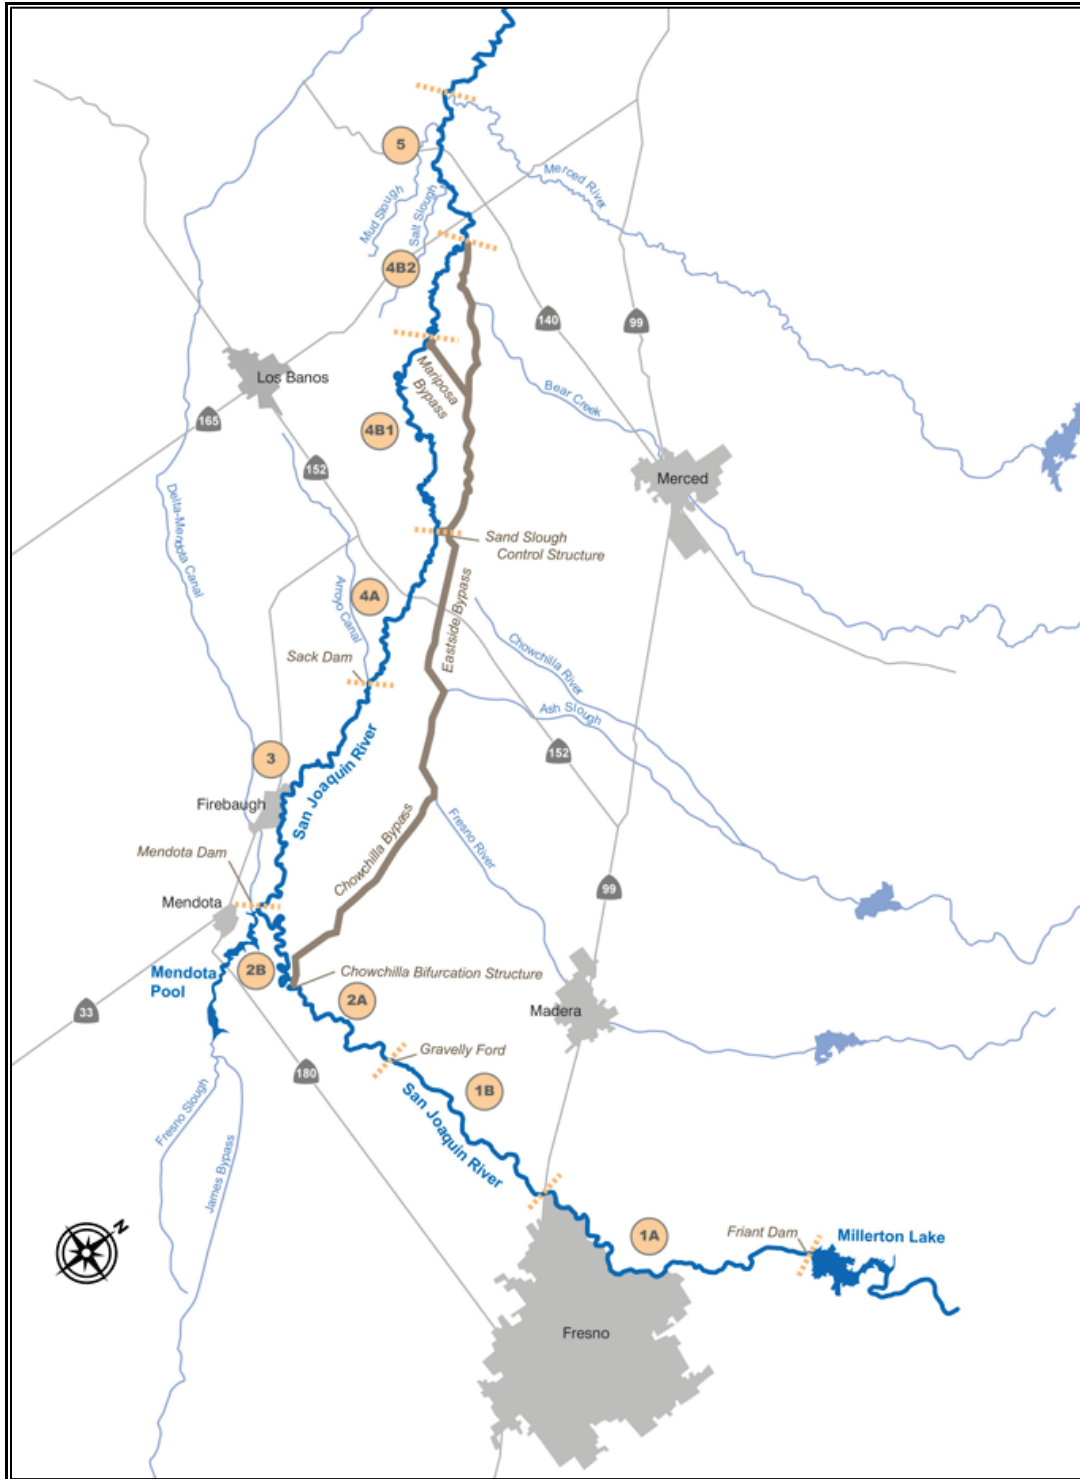 5
Merced River
Mud Slough
Salt Slough
4B2
140
99
Los Banos
Mariposa
Bypass
Bear Creek
165
4B1
152
Merced
Delta-Mendota Canal
Sand Slough
Control Structure
4A
Arroyo Canal
Eastside Bypass
Chowchilla River
Sack Dam
Ash Slough
152
3
San Joaquin River
Firebaugh
Chowchilla Bypass
Fresno River
Mendota Dam
99
Mendota
Mendota
Pool
2B
Chowchilla Bifurcation Structure
2A
33
Madera
Gravelly Ford
180
1B
San Joaquin River
Fresno Slough
James Bypass
N
1A
Friant Dam
Millerton Lake
Fresno